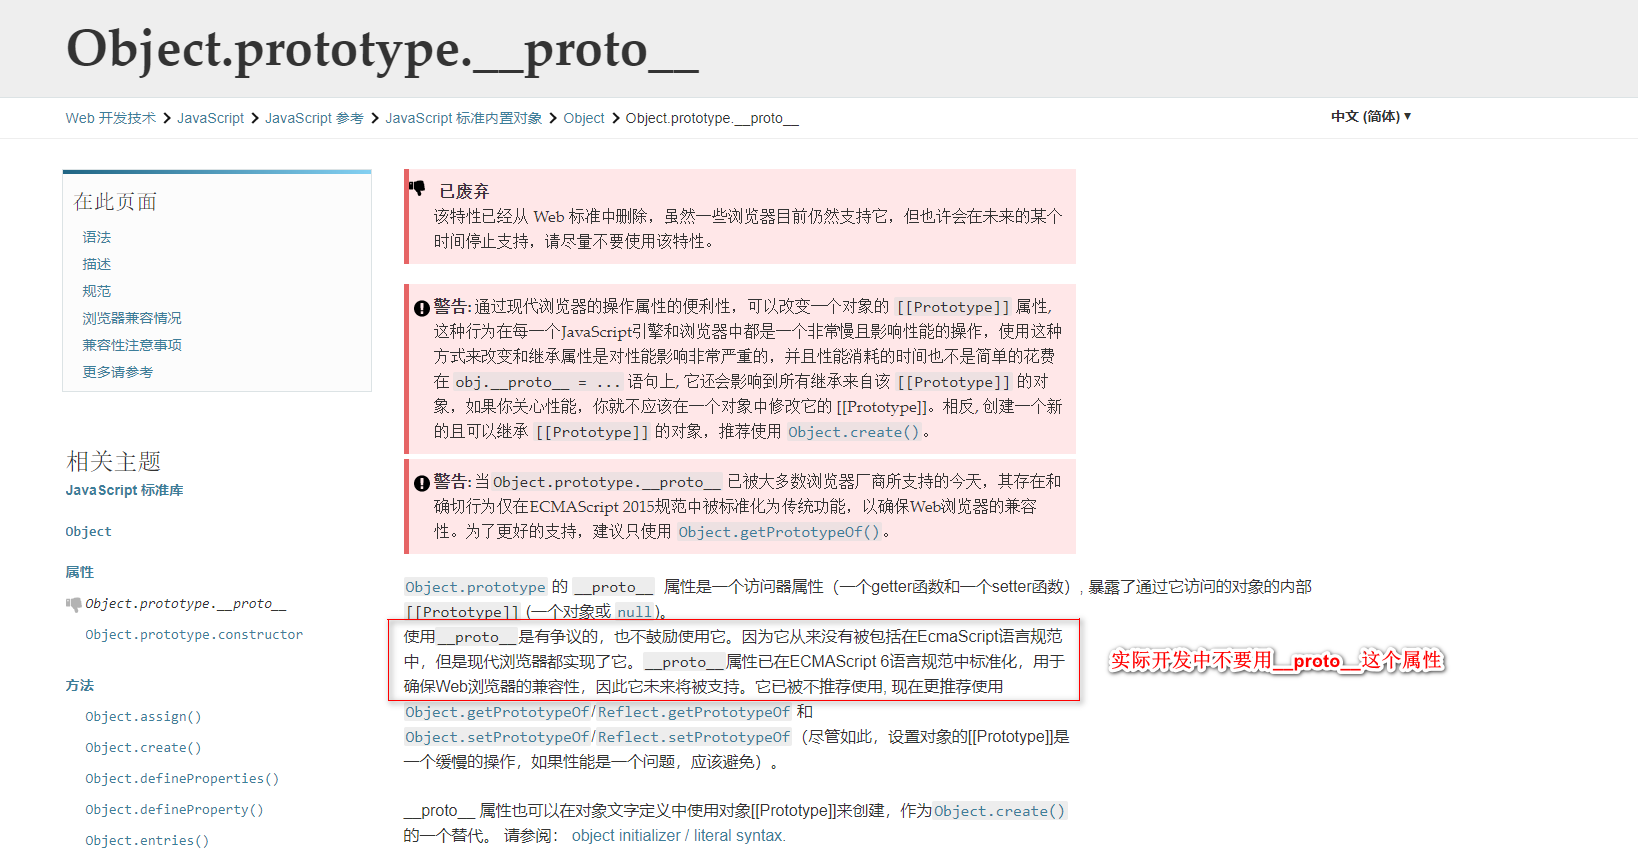 Object.prototype.__proto__
Web 开发技术 > JavaScript > JavaScript 参考 > JavaScript 标准内置对象 > Object > Object.prototype.__proto__
中文 (简体) ▼
在此页面
语法
描述
规范
浏览器兼容情况
兼容性注意事项
更多请参考
相关主题
JavaScript 标准库
Object
属性
Object.prototype.__proto__
Object.prototype.constructor
方法
Object.assign()
Object.create()
Object.defineProperties()
Object.defineProperty()
Object.entries()
已废弃
该特性已经从 Web 标准中删除，虽然一些浏览器目前仍然支持它，但也许会在未来的某个
时间停止支持，请尽量不要使用该特性。
警告: 通过现代浏览器的操作属性的便利性，可以改变一个对象的 [[Prototype]] 属性,
这种行为在每一个JavaScript引擎和浏览器中都是一个非常慢且影响性能的操作，使用这种
方式来改变和继承属性是对性能影响非常严重的，并且性能消耗的时间也不是简单的花费
在 obj.__proto__ = ... 语句上, 它还会影响到所有继承来自该 [[Prototype]] 的对
象，如果你关心性能，你就不应该在一个对象中修改它的 [[Prototype]]。相反, 创建一个新
的且可以继承 [[Prototype]] 的对象，推荐使用 Object.create()。
警告: 当Object.prototype.__proto__ 已被大多数浏览器厂商所支持的今天，其存在和
确切行为仅在ECMAScript 2015规范中被标准化为传统功能，以确保Web浏览器的兼容
性。为了更好的支持，建议只使用 Object.getPrototypeOf()。
Object.prototype 的 __proto__ 属性是一个访问器属性（一个getter函数和一个setter函数）, 暴露了通过它访问的对象的内部
[[Prototype]] (一个对象或 null)。
使用__proto__是有争议的，也不鼓励使用它。因为它从来没有被包括在EcmaScript语言规范
中，但是现代浏览器都实现了它。__proto__属性已在ECMAScript 6语言规范中标准化，用于
确保Web浏览器的兼容性，因此它未来将被支持。它已被不推荐使用, 现在更推荐使用
Object.getPrototypeOf/Reflect.getPrototypeOf 和
Object.setPrototypeOf/Reflect.setPrototypeOf（尽管如此，设置对象的[[Prototype]]是
一个缓慢的操作，如果性能是一个问题，应该避免）。
__proto__ 属性也可以在对象文字定义中使用对象[[Prototype]]来创建，作为Object.create()
的一个替代。 请参阅： object initializer / literal syntax.
实际开发中不要用__proto__这个属性